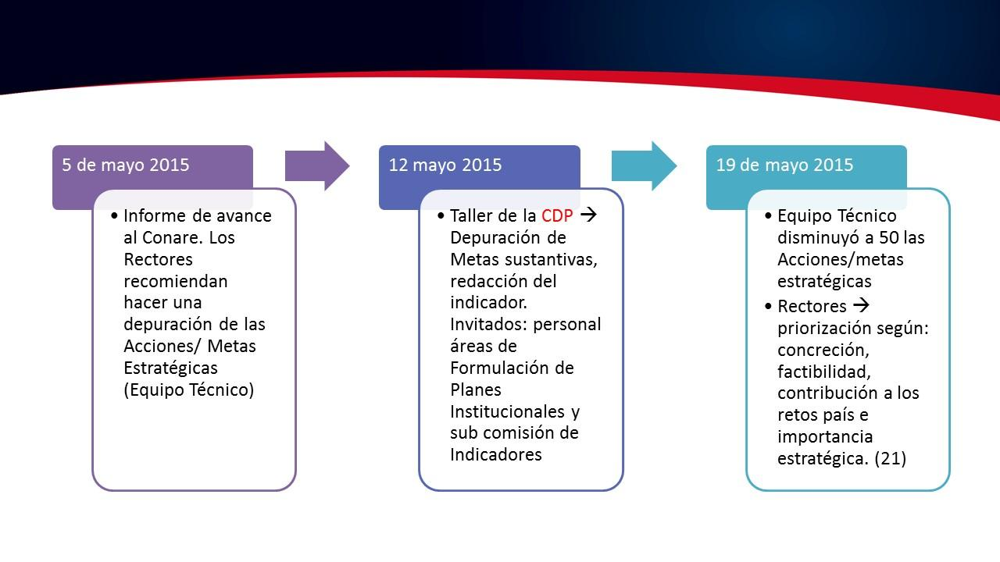 5 de mayo 2015
• Informe de avance
al Conare. Los
Rectores
recomiendan
hacer una
depuración de las
Acciones/ Metas
Estratégicas
(Equipo Técnico)
12 mayo 2015
• Taller de la CDP →
Depuración de
Metas sustantivas,
redacción del
indicador.
Invitados: personal
áreas de
Formulación de
Planes
Institucionales y
sub comisión de
Indicadores
19 de mayo 2015
• Equipo Técnico
disminuyó a 50 las
Acciones/metas
estratégicas
• Rectores →
priorización según:
concreción,
factibilidad,
contribución a los
retos país e
importancia
estratégica. (21)